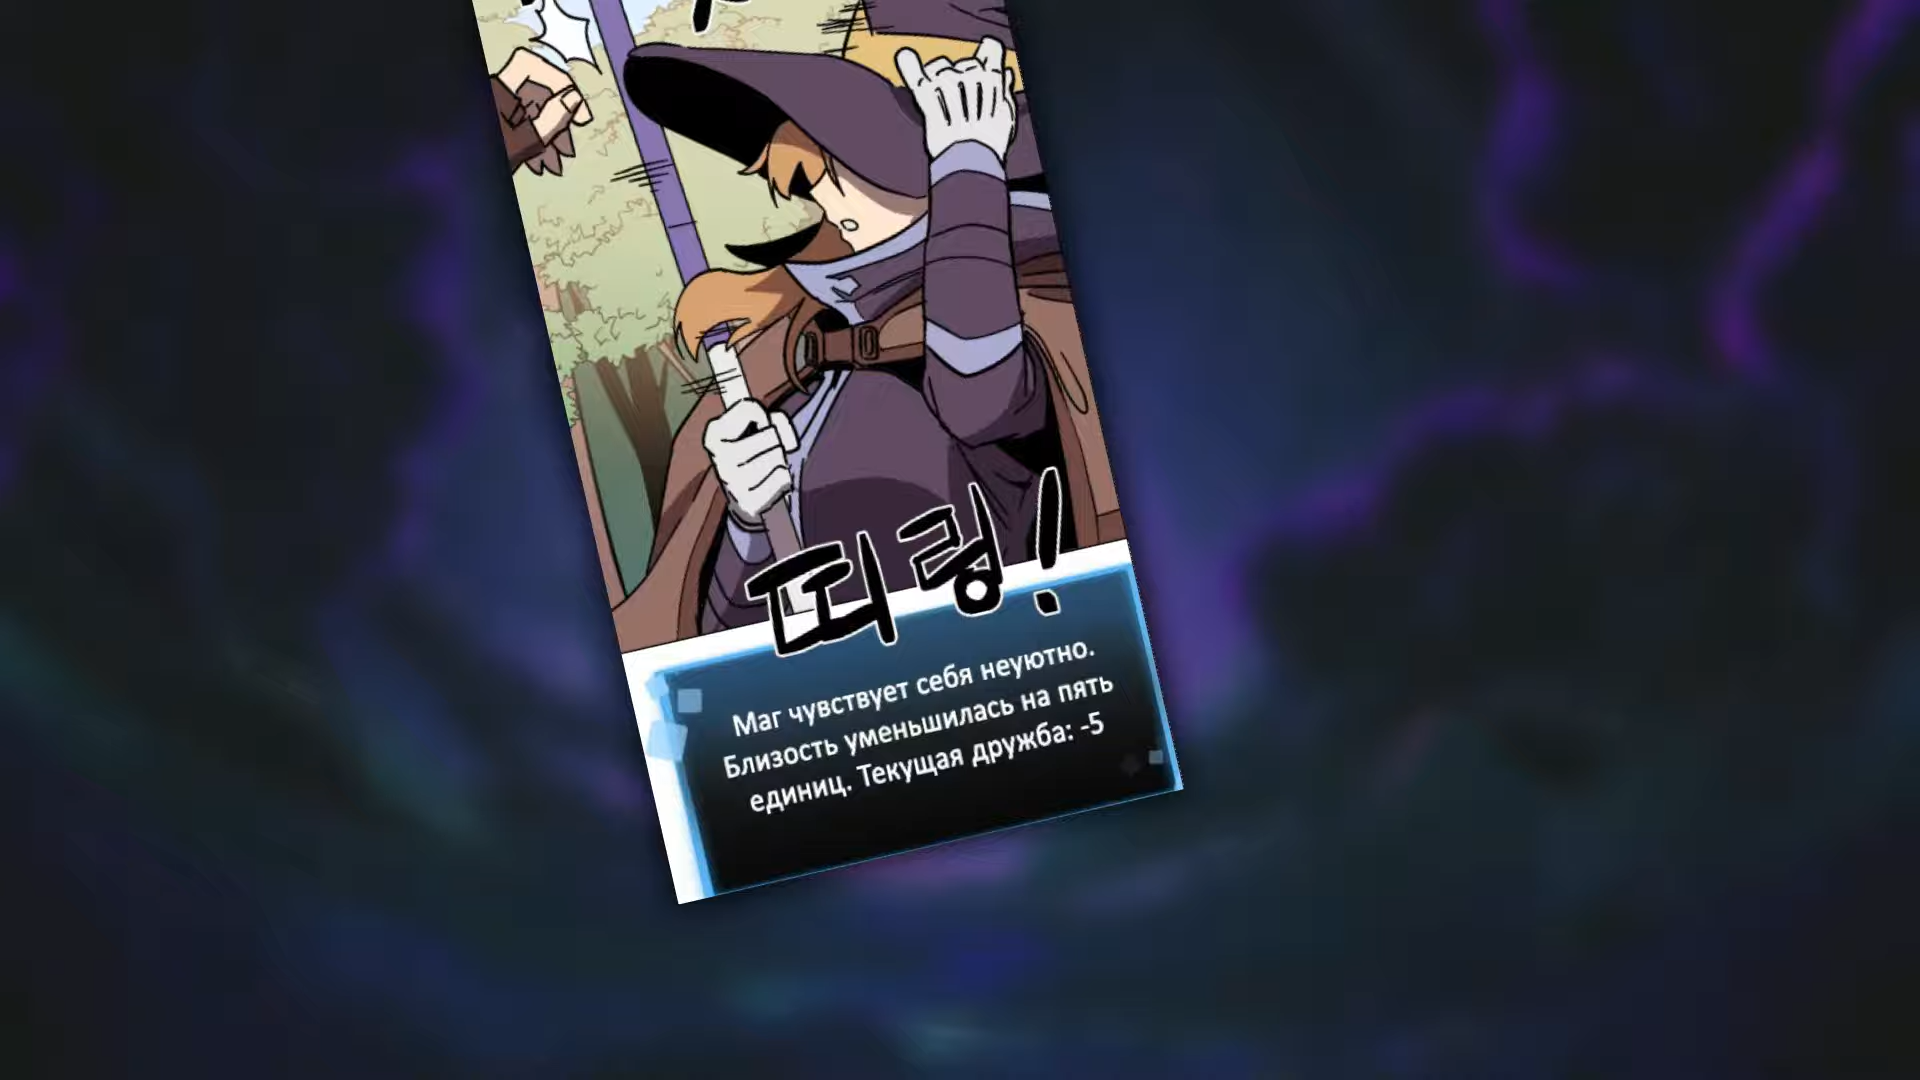 띠링!
Маг чувствует себя неуютно.
Близость уменьшилась на пять
единиц. Текущая дружба: -5